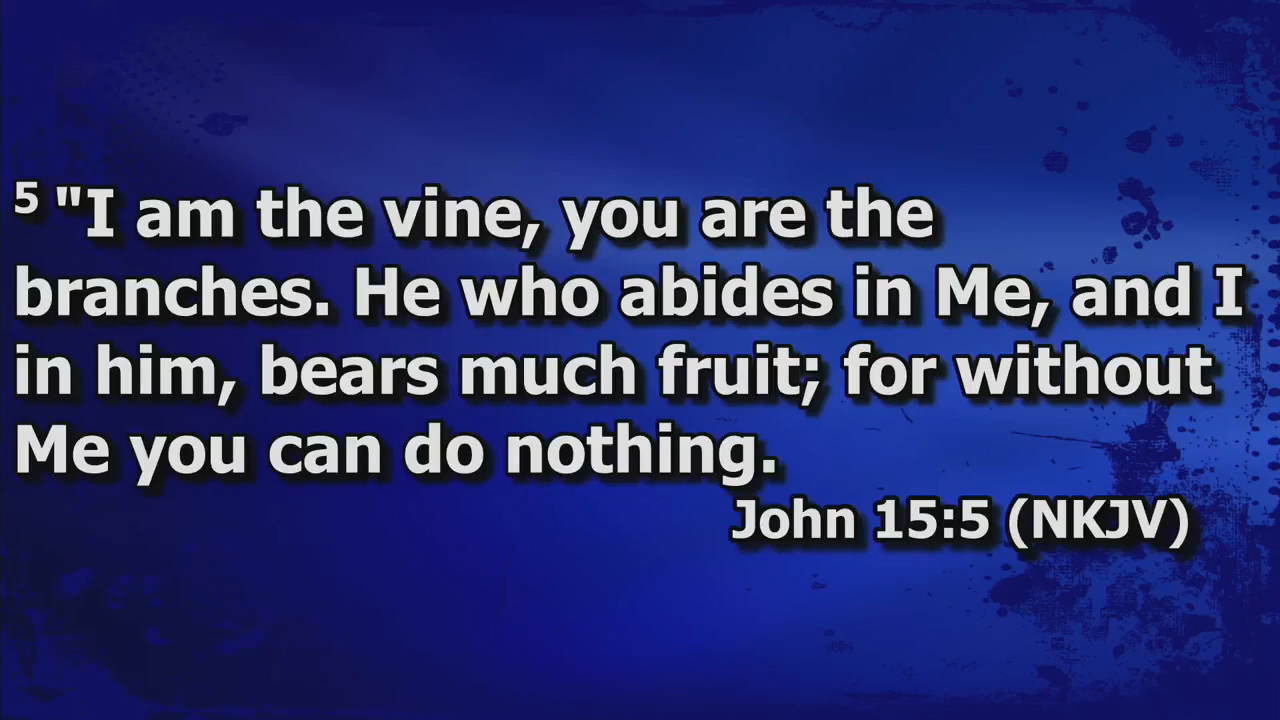 5 "I am the vine, you are the
branches. He who abides in Me, and I
in him, bears much fruit; for without
Me you can do nothing.
John 15:5 (NKJV)